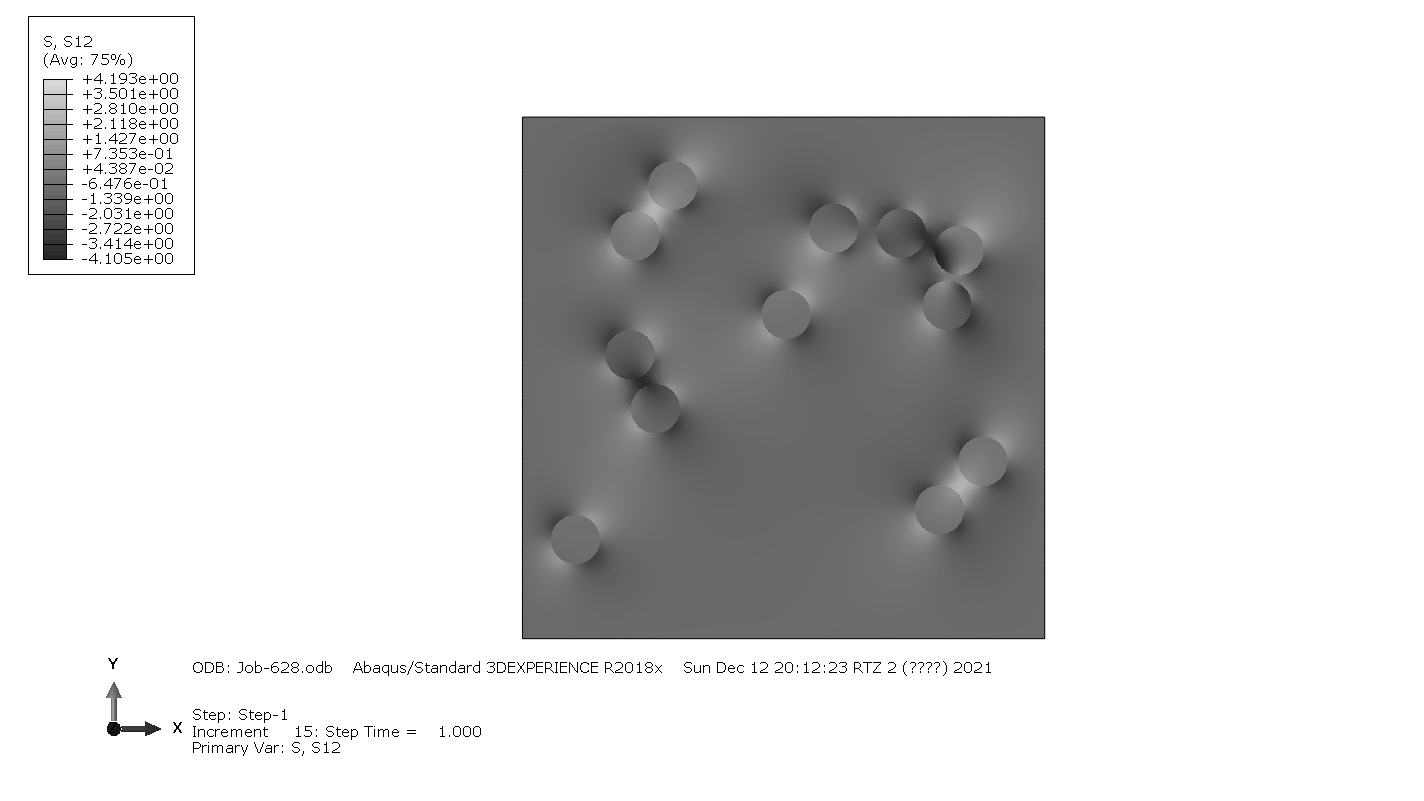 S, S12
(Avg: 75%)
+4.193e+00
+3.501e+00
+2.810e+00
+2.118e+00
+1.427e+00
+7.353e-01
+4.387e-02
-6.476e-01
-1.339e+00
-2.031e+00
-2.722e+00
-3.414e+00
-4.105e+00
Y
X
ODB: Job-628.odb Abaqus/Standard 3DEXPERIENCE R2018x Sun Dec 12 20:12:23 RTZ 2 (????) 2021
Step: Step-1
Increment 15: Step Time = 1.000
Primary Var: S, S12